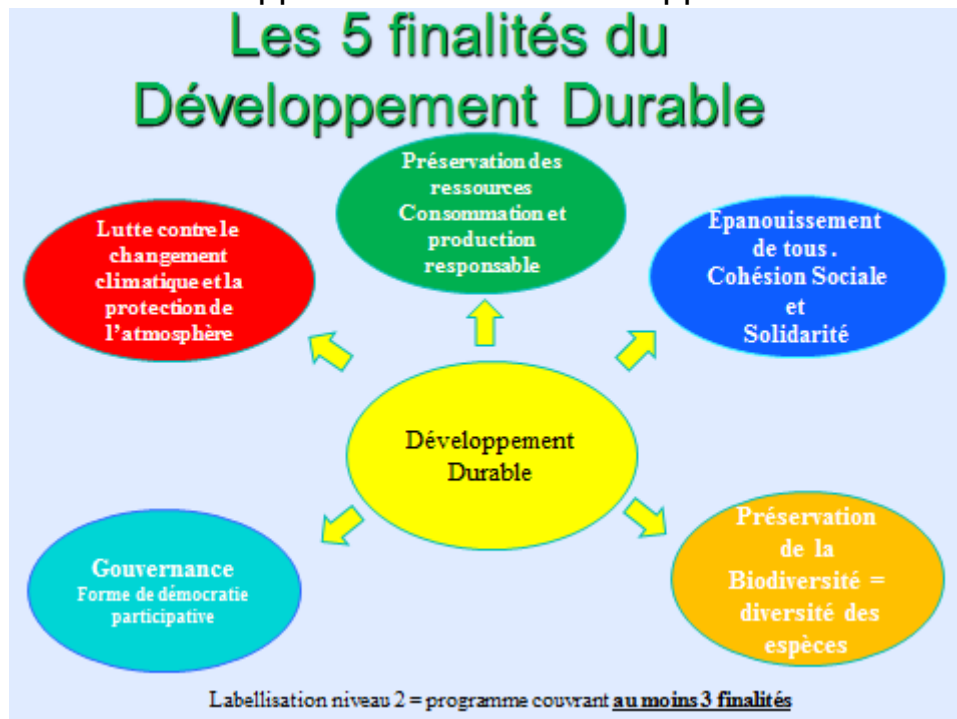 Les 5 finalités du
Développement Durable
Préservation des
ressources
Consommation et
production
responsable
Lutte contre le
changement
climatique et la
protection de
l'atmosphère
Epanouissement
de tous.
Cohésion Sociale
et
Solidarité
Développement
Durable
Gouvernance
Forme de démocratie
participative
Préservation
de la
Biodiversité =
diversité des
espèces
Labellisation niveau 2 = programme couvrant au moins 3 finalités